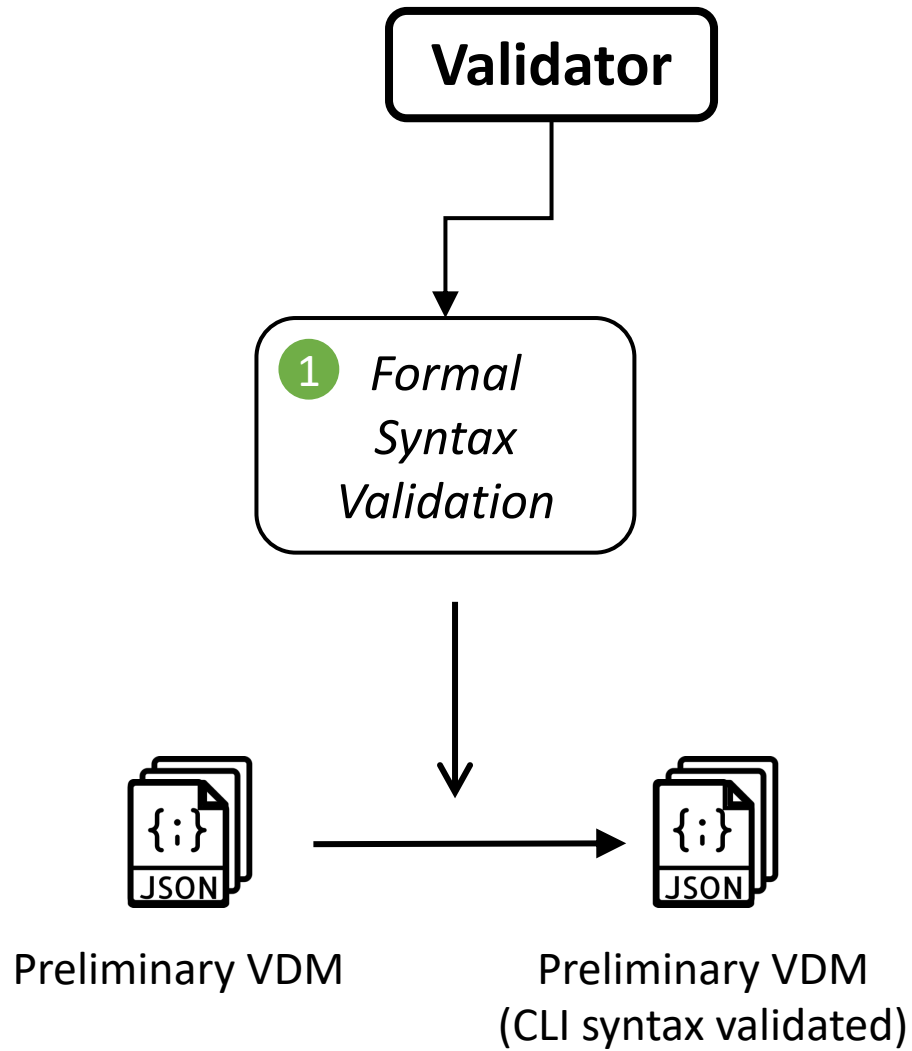 Validator
1
Formal
Syntax
Validation
{;}
JSON
{;}
JSON
Preliminary VDM
Preliminary VDM
(CLI syntax validated)